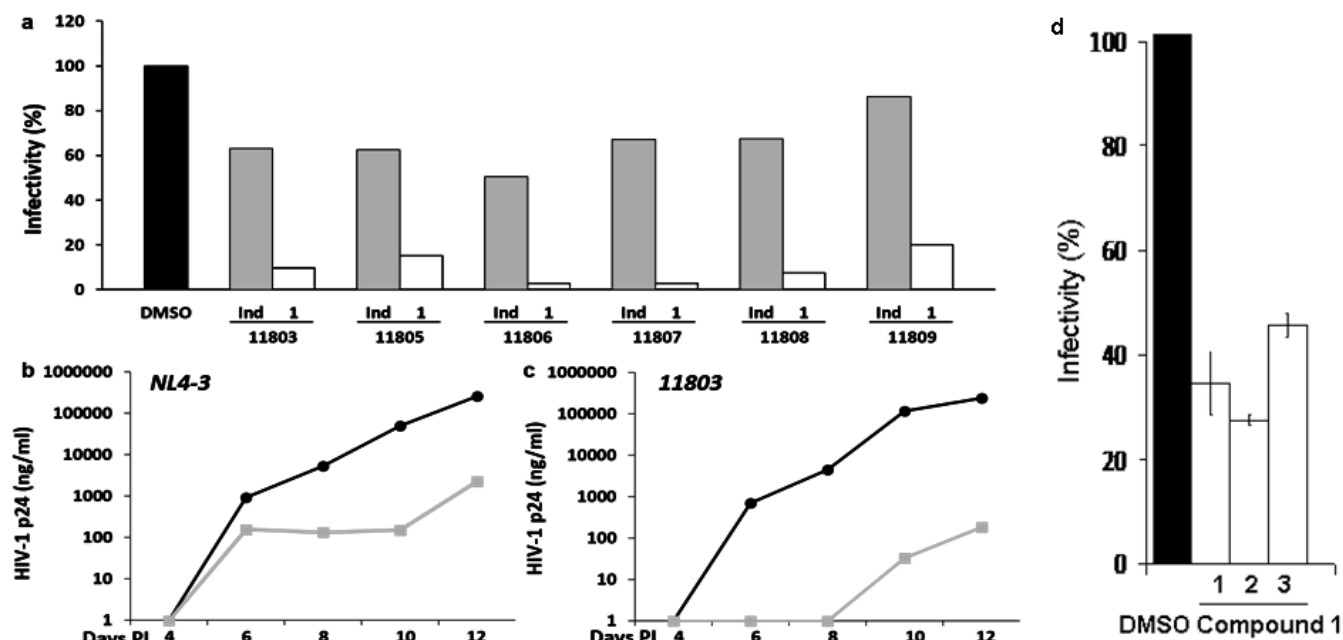 a
120
100
80
60
40
20
0
Infectivity (%)
DMSO Ind 1 Ind 1 Ind 1 Ind 1 Ind 1 Ind 1
11803 11805 11806 11807 11808 11809
b
NL4-3
1000000
100000
10000
1000
100
10
1
HIV-1 p24 (ng/ml)
Days PI 4 6 8 10 12
c
11803
1000000
100000
10000
1000
100
10
1
HIV-1 p24 (ng/ml)
Days PI 4 6 8 10 12
d
100
80
60
40
20
0
Infectivity (%)
1 2 3
DMSO Compound 1